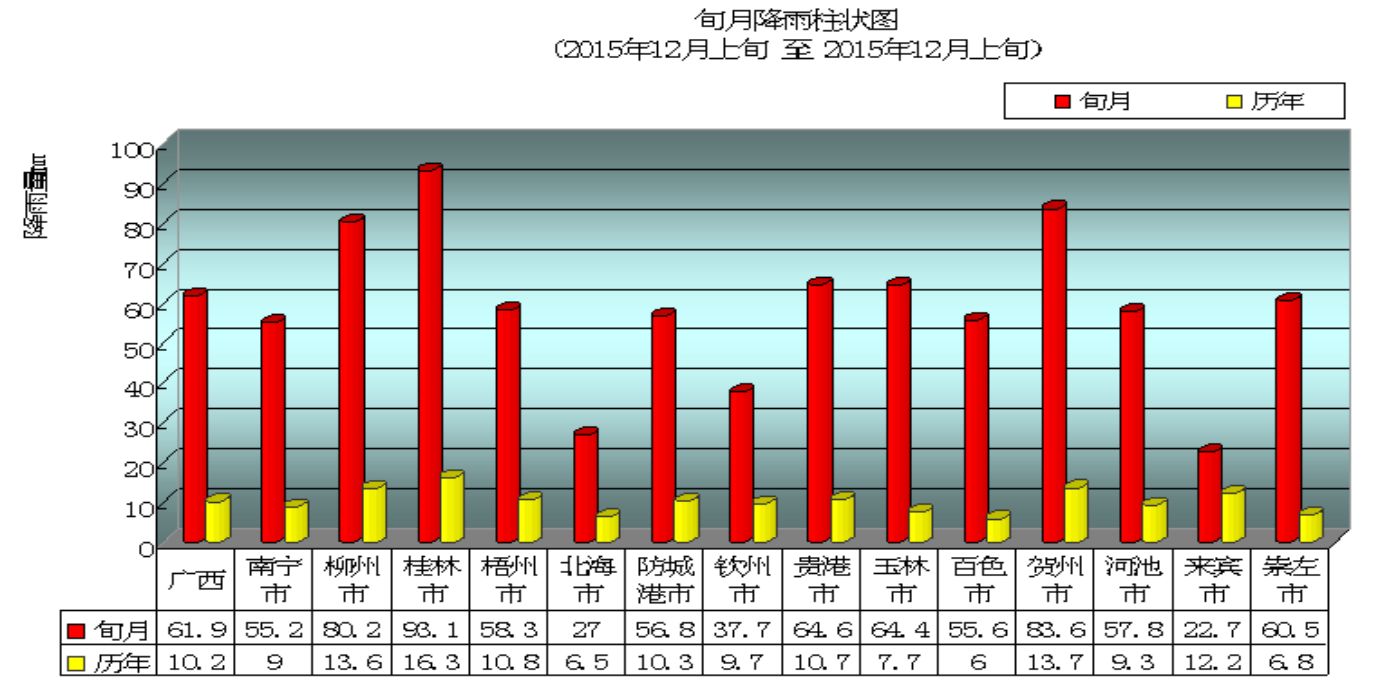 旬月降雨柱状图
(2015年12月上旬 至 2015年12月上旬)
旬月 历年
降雨量mm
100
90
80
70
60
50
40
30
20
10
0
广西 南宁市 柳州市 桂林市 梧州市 北海市 防城港市 钦州市 贵港市 玉林市 百色市 贺州市 河池市 来宾市 崇左市
旬月 61.9 55.2 80.2 93.1 58.3 27 56.8 37.7 64.6 64.4 55.6 83.6 57.8 22.7 60.5
历年 10.2 9 13.6 16.3 10.8 6.5 10.3 9.7 10.7 7.7 6 13.7 9.3 12.2 6.8